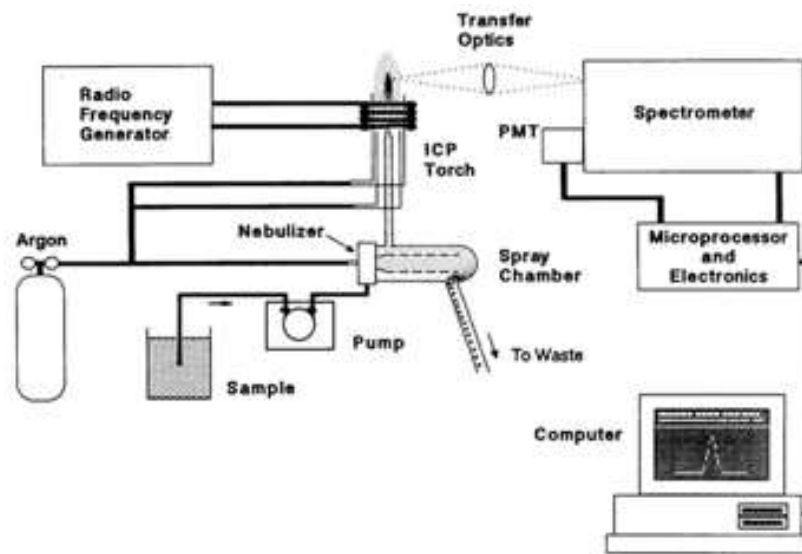 Transfer
Optics
Radio
Frequency
Generator
Spectrometer
PMT
ICP
Torch
Nebulizer
Argon
Spray
Chamber
Microprocessor
and
Electronics
Pump
To Waste
Sample
Computer